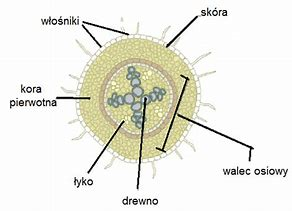 włośniki
skóra
kora
pierwotna
walec osiowy
łyko
drewno